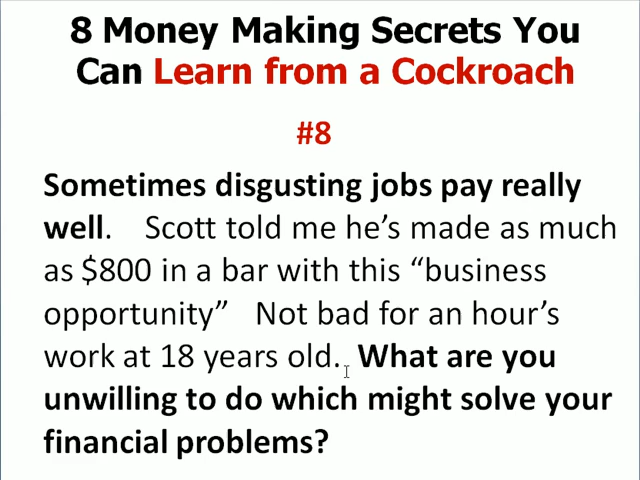 8 Money Making Secrets You
Can Learn from a Cockroach
#8
Sometimes disgusting jobs pay really
well. Scott told me he’s made as much
as $800 in a bar with this “business
opportunity” Not bad for an hour’s
work at 18 years old. What are you
unwilling to do which might solve your
financial problems?